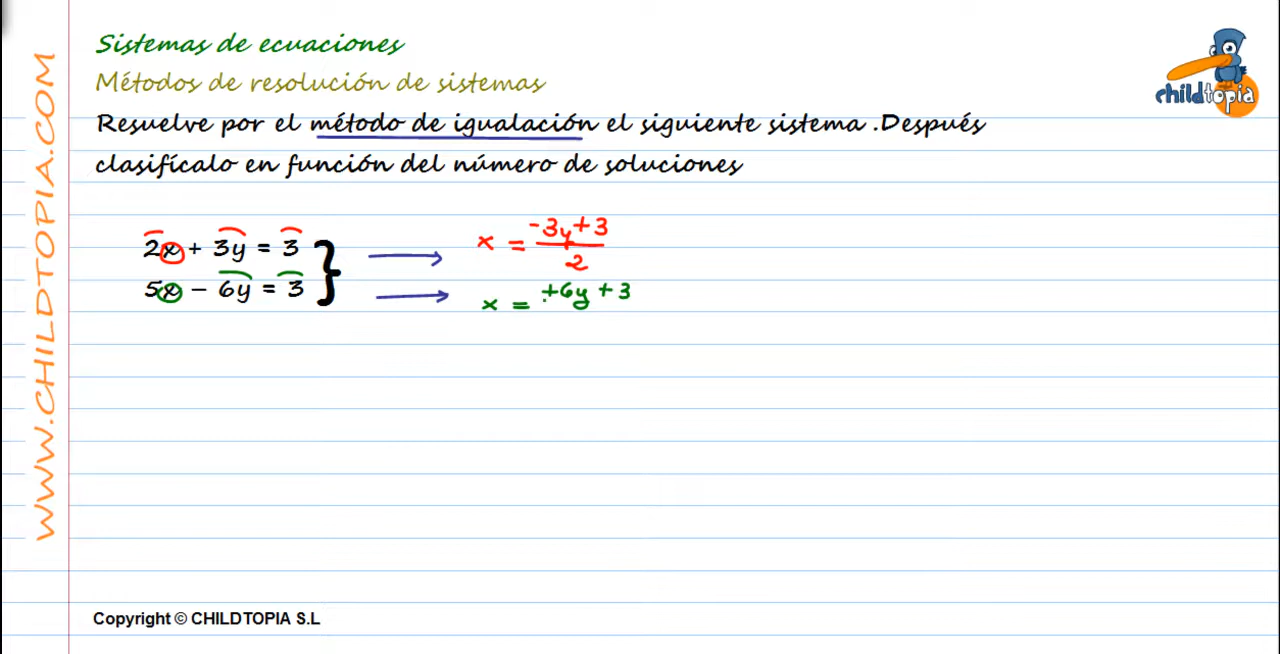 WWW.CHILDTOPIA.COM
Sistemas de ecuaciones
Métodos de resolución de sistemas
childtopia
Resuelve por el método de igualación el siguiente sistema .Después
clasifícalo en función del número de soluciones
2x + 3y = 3 } → x = -3y+3 / 2
5x - 6y = 3 → x = +6y + 3
Copyright © CHILDTOPIA S.L